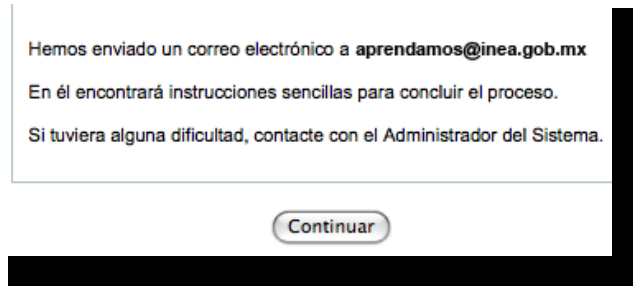 Hemos enviado un correo electrónico a aprendamos@inea.gob.mx
En él encontrará instrucciones sencillas para concluir el proceso.
Si tuviera alguna dificultad, contacte con el Administrador del Sistema.
Continuar